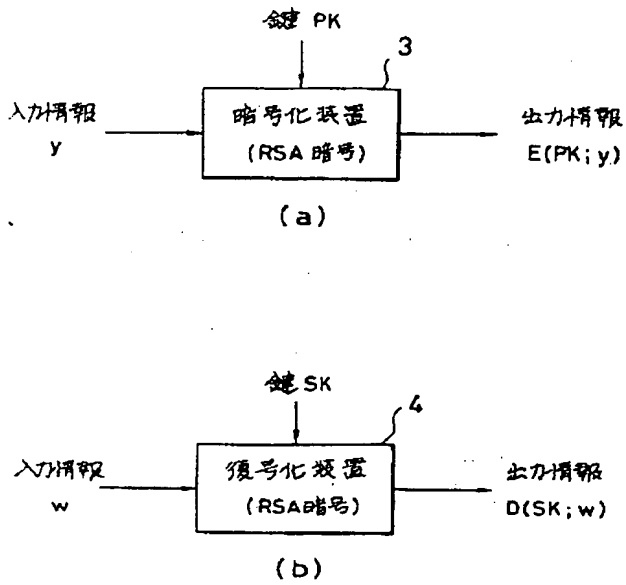 鍵 PK
3
入力情報
y
暗号化装置
(RSA 暗号)
出力情報
E(PK; y)
(a)
鍵 SK
4
入力情報
w
復号化装置
(RSA暗号)
出力情報
D(SK; w)
(b)